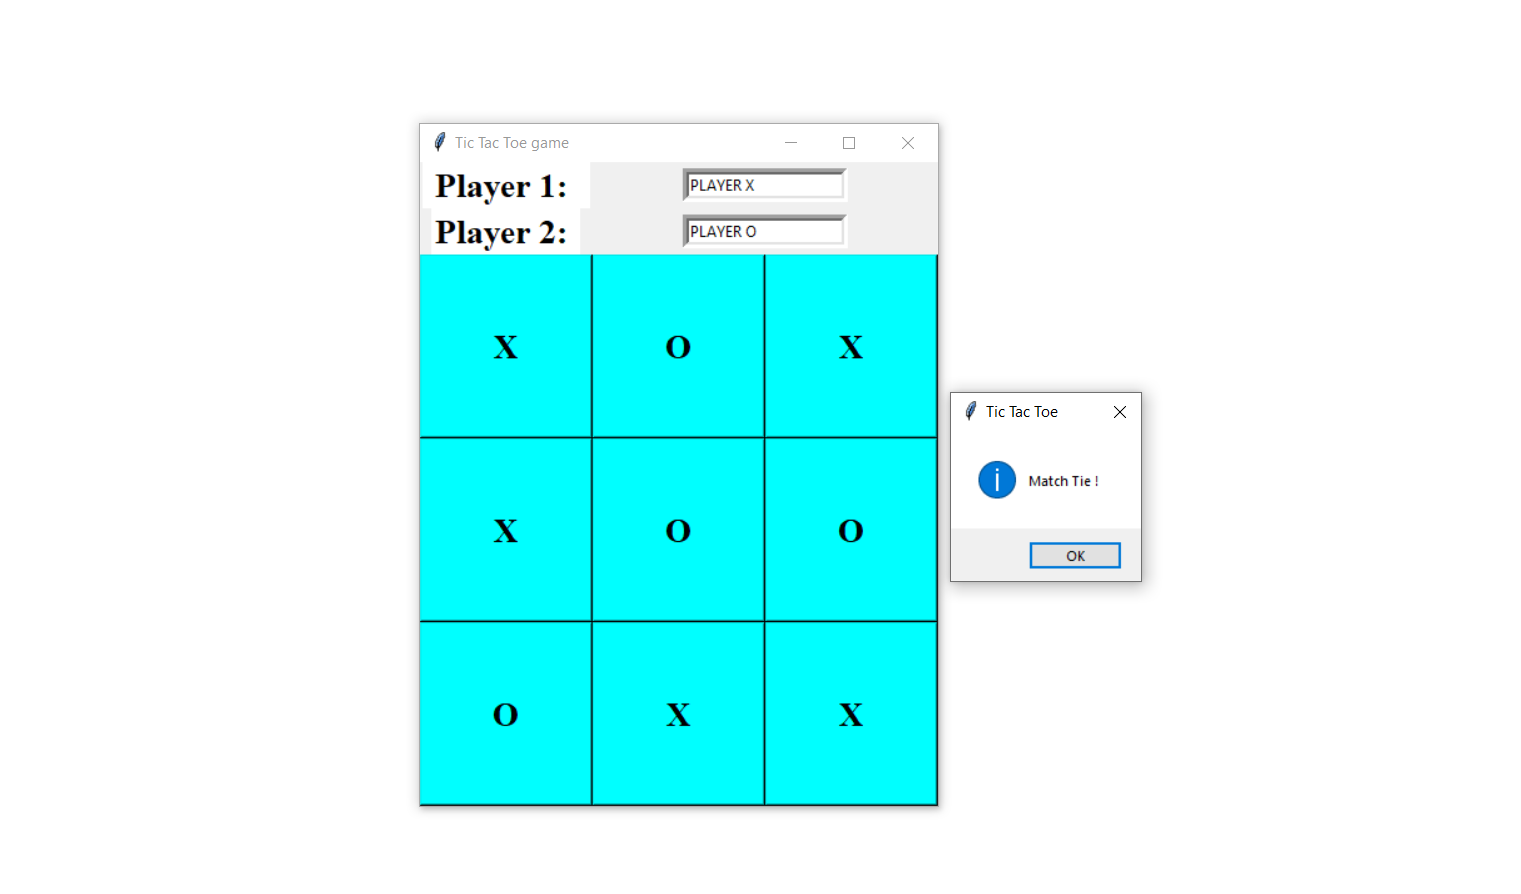 Tic Tac Toe game
Player 1: PLAYER X
Player 2: PLAYER O
X O X
X O O
O X X
Tic Tac Toe
i Match Tie !
OK